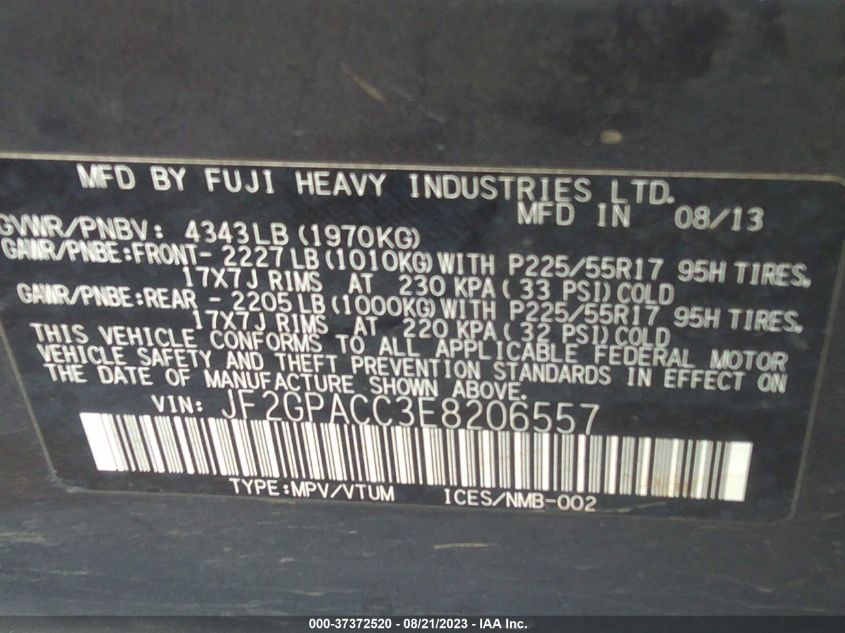 MFD BY FUJI HEAVY INDUSTRIES LTD.
MFD IN 08/13
GVWR/PNBV: 4343LB (1970KG)
GAWR/PNBE:FRONT- 2227 LB (1010KG) WITH P225/55R17 95H TIRES,
17X7J RIMS AT 230 KPA ( 33 PSI) COLD
GAWR/PNBE:REAR - 2205 LB (1000KG) WITH P225/55R17 95H TIRES.
17X7J RIMS AT 220 KPA ( 32 PSI) COLD
THIS VEHICLE CONFORMS TO ALL APPLICABLE FEDERAL MOTOR
VEHICLE SAFETY AND THEFT PREVENTION STANDARDS IN EFFECT ON
THE DATE OF MANUFACTURE SHOWN ABOVE.
VIN: JF2GPACC3E8206557
TYPE:MPV/VTUM ICES/NMB-002
000-37372520 - 08/21/2023 - IAA Inc.